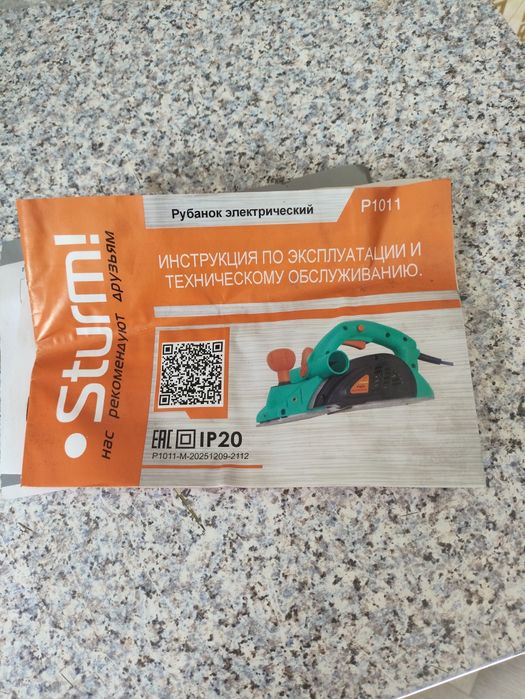 Рубанок электрический
P1011
ИНСТРУКЦИЯ ПО ЭКСПЛУАТАЦИИ И
ТЕХНИЧЕСКОМУ ОБСЛУЖИВАНИЮ.
Sturm!
нас рекомендуют друзьям
EAC IP20
P1011-M-20251209-2112